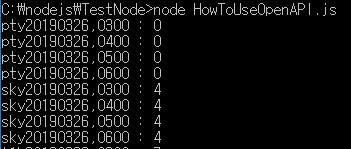 C:₩nodejs₩TestNode>node HowToUseOpenAPI.js
pty20190326,0300 : 0
pty20190326,0400 : 0
pty20190326,0500 : 0
pty20190326,0600 : 0
sky20190326,0300 : 4
sky20190326,0400 : 4
sky20190326,0500 : 4
sky20190326,0600 : 4